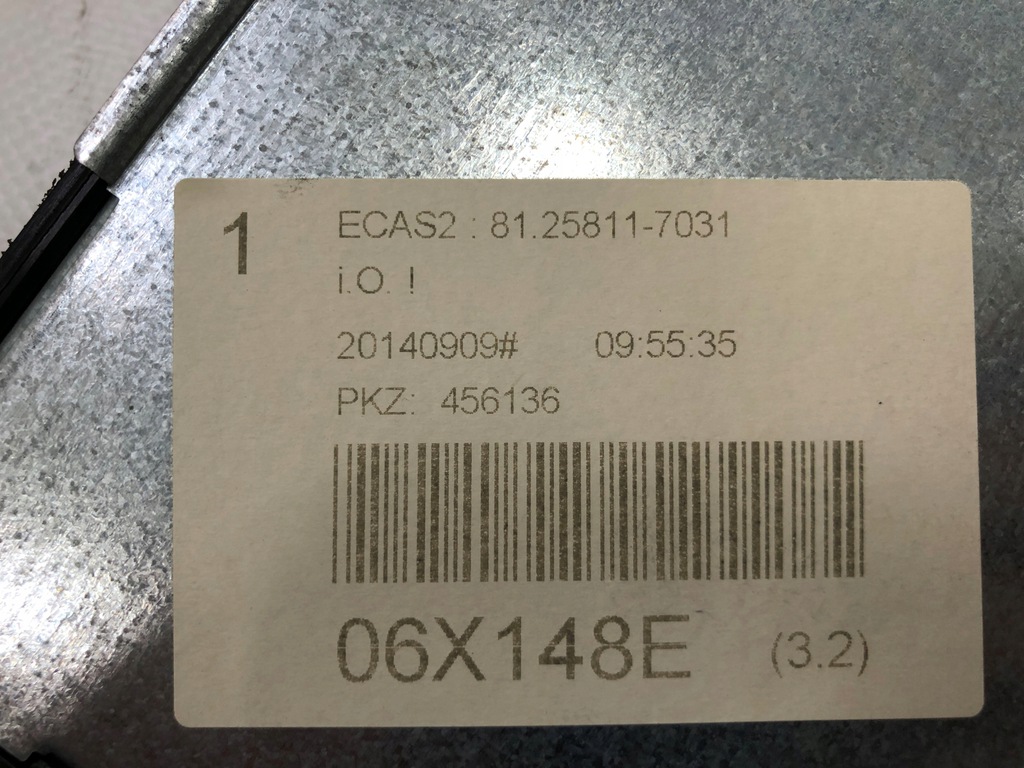 1
ECAS2 : 81.25811-7031
i.O. !
20140909# 09:55:35
PKZ: 456136
06X148E (3.2)